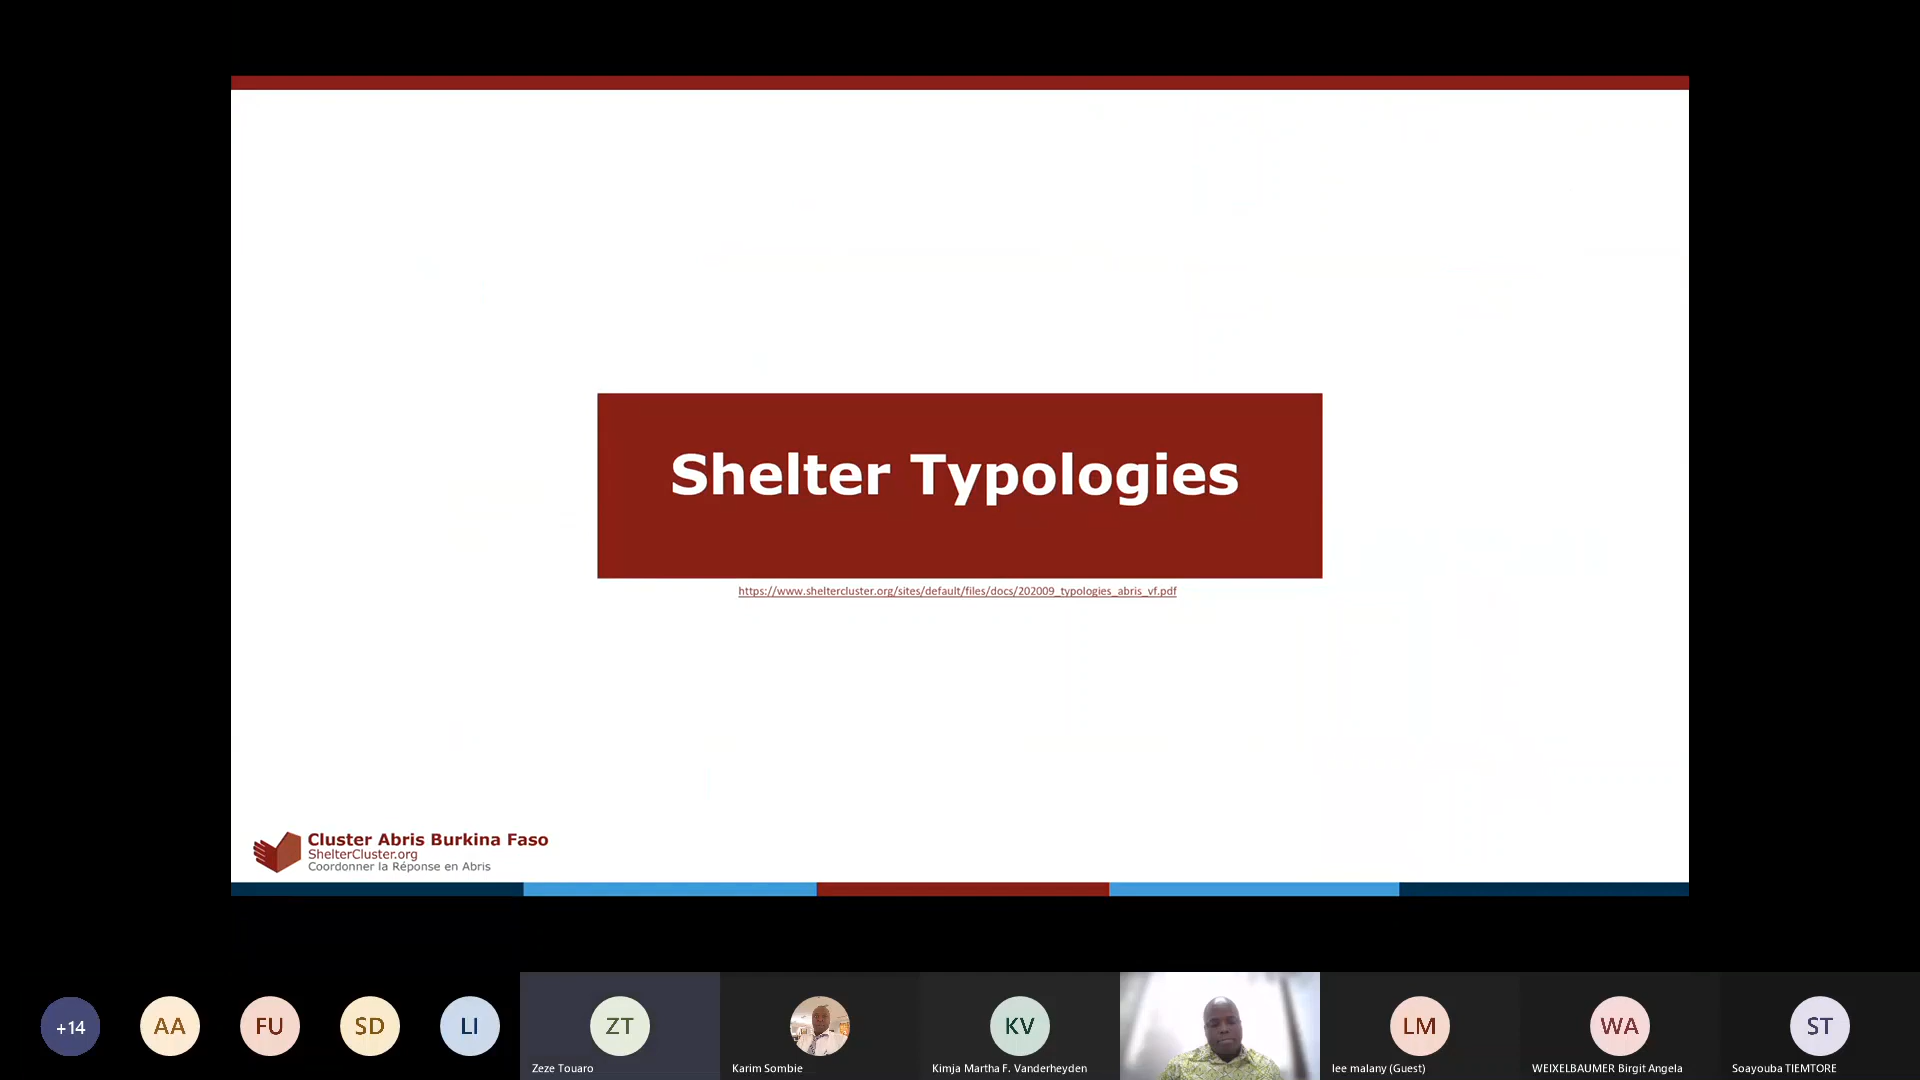 Shelter Typologies
https://www.sheltercluster.org/sites/default/files/docs/202009_typologies_abris_vf.pdf
Cluster Abris Burkina Faso
ShelterCluster.org
Coordonner la Réponse en Abris
+14
AA
FU
SD
LI
ZT
KV
LM
WA
ST
Zeze Touaro
Karim Sombie
Kimja Martha F. Vanderheyden
lee malany (Guest)
WEIXELBAUMER Birgit Angela
Soayouba TIEMTORE